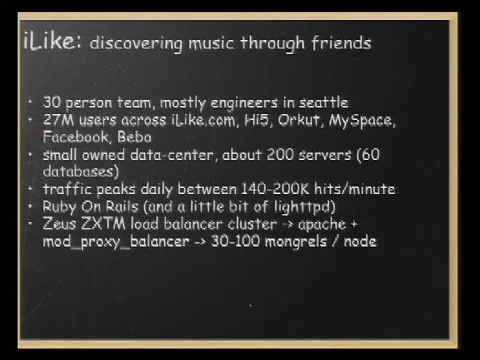 iLike: discovering music through friends
• 30 person team, mostly engineers in seattle
• 27M users across iLike.com, Hi5, Orkut, MySpace,
Facebook, Bebo
• small owned data-center, about 200 servers (60
databases)
• traffic peaks daily between 140-200K hits/minute
• Ruby On Rails (and a little bit of lighttpd)
• Zeus ZXTM load balancer cluster -> apache +
mod_proxy_balancer -> 30-100 mongrels / node